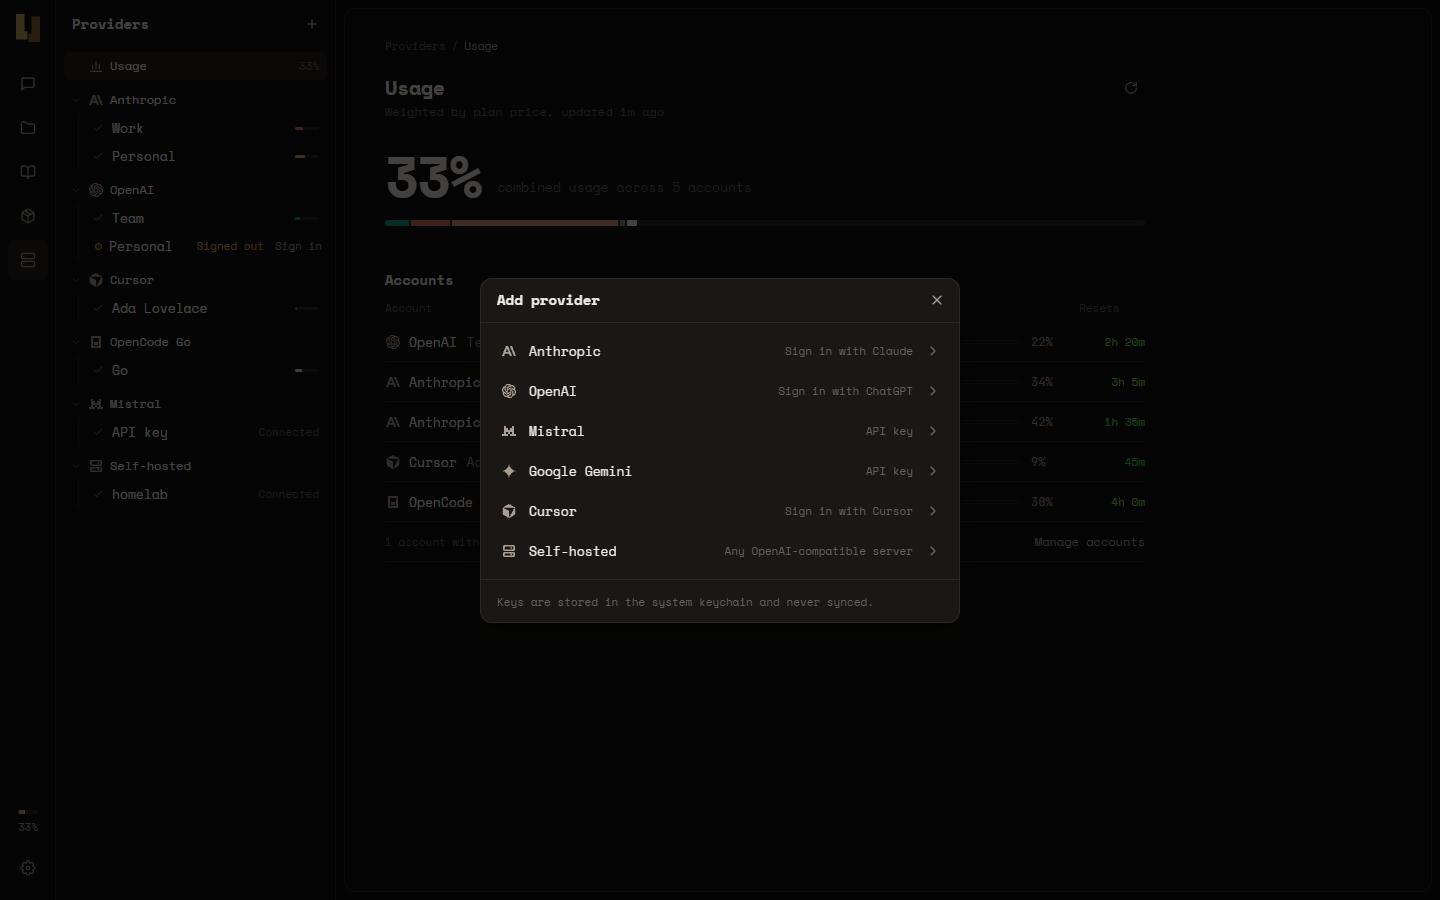 Providers
Usage 33%
Anthropic
Work
Personal
OpenAI
Team
Personal Signed out Sign in
Cursor
Ada Lovelace
OpenCode Go
Go
Mistral
API key Connected
Self-hosted
homelab Connected
33%
Providers / Usage
Usage
Weighted by plan price, updated 1m ago
33% combined usage across 5 accounts
Accounts
Account Resets
OpenAI Te 22% 2h 20m
Anthropic 34% 3h 5m
Anthropic 42% 1h 35m
Cursor Ad 9% 45m
OpenCode 30% 4h 0m
1 account with Manage accounts
Add provider
Anthropic Sign in with Claude
OpenAI Sign in with ChatGPT
Mistral API key
Google Gemini API key
Cursor Sign in with Cursor
Self-hosted Any OpenAI-compatible server
Keys are stored in the system keychain and never synced.